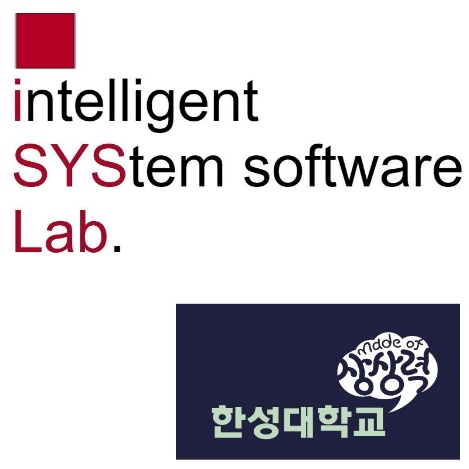 intelligent
SYStem software
Lab.
made of
상상력
한성대학교